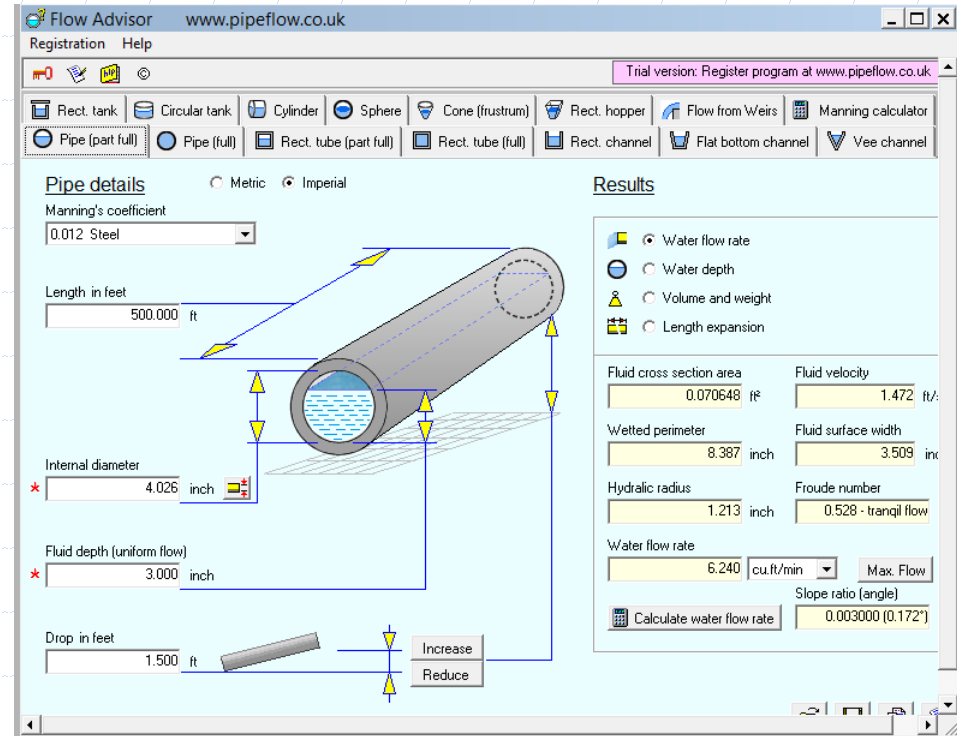 Flow Advisor www.pipeflow.co.uk
Registration Help
Trial version: Register program at www.pipeflow.co.uk
Rect. tank Circular tank Cylinder Sphere Cone (frustrum) Rect. hopper Flow from Weirs Manning calculator
Pipe (part full) Pipe (full) Rect. tube (part full) Rect. tube (full) Rect. channel Flat bottom channel Vee channel
Pipe details Metric Imperial
Manning's coefficient
0.012 Steel
Length in feet
500.000 ft
Internal diameter
* 4.026 inch
Fluid depth (uniform flow)
* 3.000 inch
Drop in feet
1.500 ft
Increase
Reduce
Results
Water flow rate
Water depth
Volume and weight
Length expansion
Fluid cross section area Fluid velocity
0.070648 ft² 1.472 ft/
Wetted perimeter Fluid surface width
8.387 inch 3.509 in
Hydralic radius Froude number
1.213 inch 0.528 - tranqil flow
Water flow rate
6.240 cu.ft/min Max. Flow
Slope ratio (angle)
Calculate water flow rate 0.003000 (0.172°)